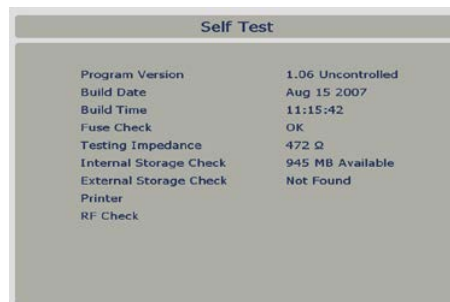 Self Test
Program Version 1.06 Uncontrolled
Build Date Aug 15 2007
Build Time 11:15:42
Fuse Check OK
Testing Impedance 472 Ω
Internal Storage Check 945 MB Available
External Storage Check Not Found
Printer
RF Check